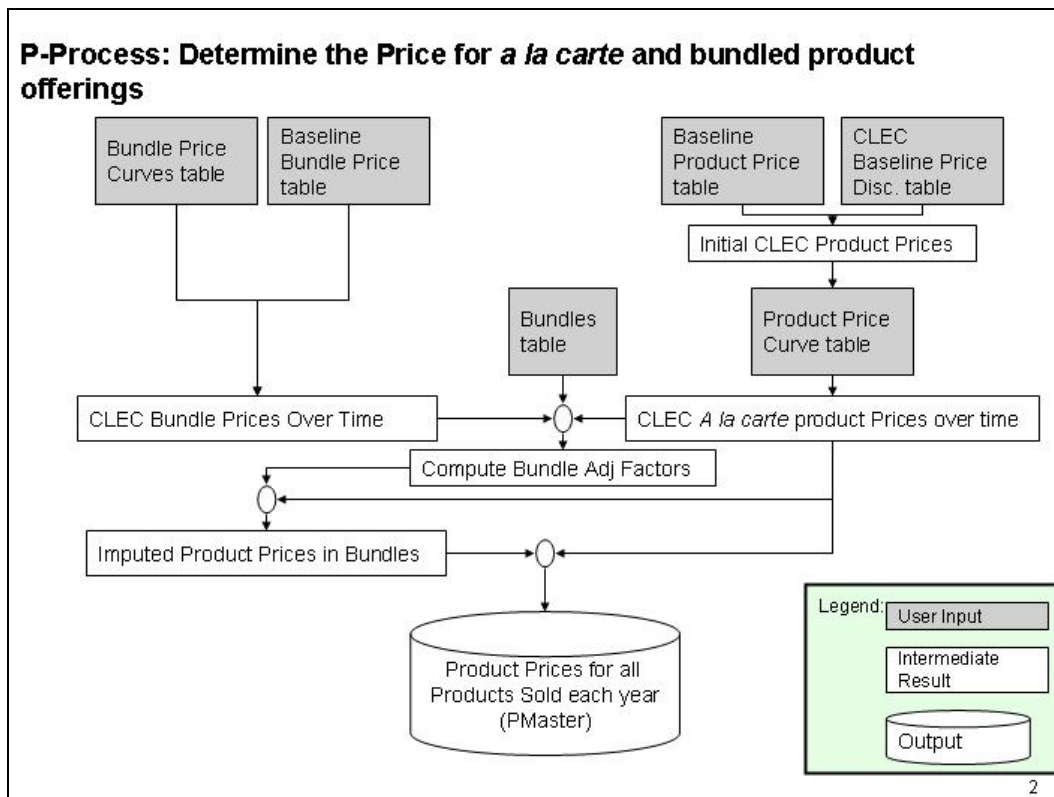 P-Process: Determine the Price for a la carte and bundled product
offerings
Bundle Price
Curves table
Baseline
Bundle Price
table
Baseline
Product Price
table
CLEC
Baseline Price
Disc. table
Initial CLEC Product Prices
Bundles
table
Product Price
Curve table
CLEC Bundle Prices Over Time
CLEC A la carte product Prices over time
Compute Bundle Adj Factors
Imputed Product Prices in Bundles
Product Prices for all
Products Sold each year
(PMaster)
Legend:
User Input
Intermediate
Result
Output
2